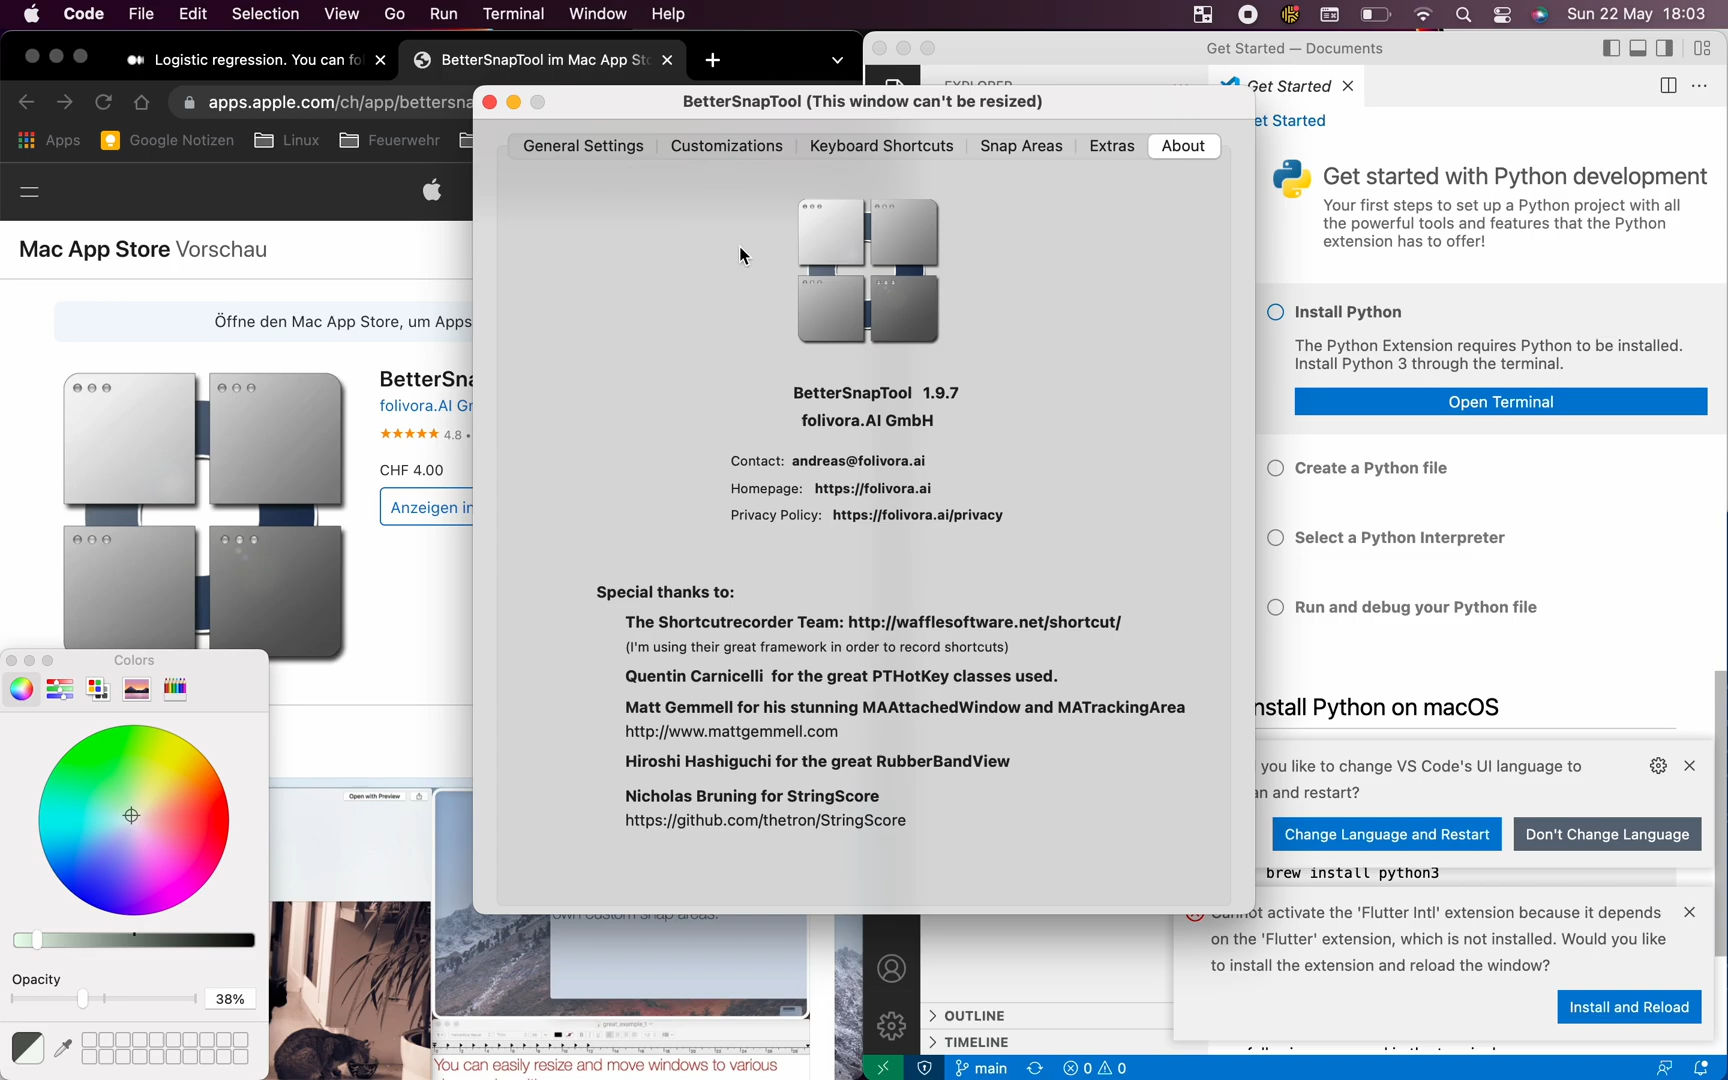 Code File Edit Selection View Go Run Terminal Window Help Sun 22 May 18:03
Logistic regression. You can fo
BetterSnapTool im Mac App Sto
apps.apple.com/ch/app/bettersna
Apps Google Notizen Linux Feuerwehr
Mac App Store Vorschau
Öffne den Mac App Store, um Apps
BetterSna
folivora.AI Gr
4.8 •
CHF 4.00
Anzeigen in
Open with Preview
own custom snap areas.
You can easily resize and move windows to various
Colors
Opacity
38%
BetterSnapTool (This window can't be resized)
General Settings Customizations Keyboard Shortcuts Snap Areas Extras About
BetterSnapTool 1.9.7
folivora.AI GmbH
Contact: andreas@folivora.ai
Homepage: https://folivora.ai
Privacy Policy: https://folivora.ai/privacy
Special thanks to:
The Shortcutrecorder Team: http://wafflesoftware.net/shortcut/
(I'm using their great framework in order to record shortcuts)
Quentin Carnicelli for the great PTHotKey classes used.
Matt Gemmell for his stunning MAAttachedWindow and MATrackingArea
http://www.mattgemmell.com
Hiroshi Hashiguchi for the great RubberBandView
Nicholas Bruning for StringScore
https://github.com/thetron/StringScore
Get Started — Documents
EXPLORER
Get Started
et Started
Get started with Python development
Your first steps to set up a Python project with all
the powerful tools and features that the Python
extension has to offer!
Install Python
The Python Extension requires Python to be installed.
Install Python 3 through the terminal.
Open Terminal
Create a Python file
Select a Python Interpreter
Run and debug your Python file
nstall Python on macOS
you like to change VS Code's UI language to
an and restart?
Change Language and Restart
Don't Change Language
brew install python3
Cannot activate the 'Flutter Intl' extension because it depends
on the 'Flutter' extension, which is not installed. Would you like
to install the extension and reload the window?
Install and Reload
OUTLINE
TIMELINE
main 0 0